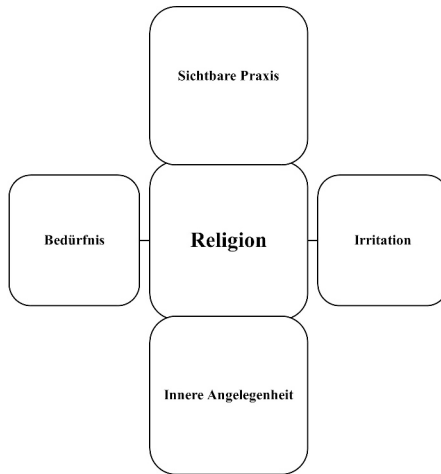 Sichtbare Praxis
Bedürfnis
Religion
Irritation
Innere Angelegenheit